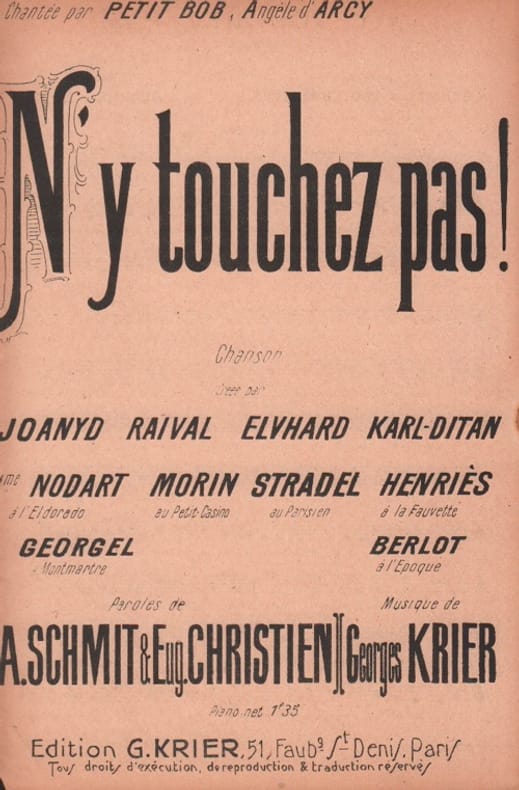 Chantée par PETIT BOB, Angèle d'ARCY
N'y touchez pas!
Chanson
Créée par
JOANYD RAIVAL ELVHARD KARL-DITAN
me NODART MORIN STRADEL HENRIÈS
à l'Eldorado au Petit-Casino au Parisien à la Fauvette
GEORGEL BERLOT
Montmartre à l'Epoque
Paroles de Musique de
A. SCHMIT & Eug. CHRISTIEN Georges KRIER
Piano, net 1f35
Edition G. KRIER, 51, Faubg St- Denis, Paris
Tous droits d'exécution, de reproduction & traduction réservés